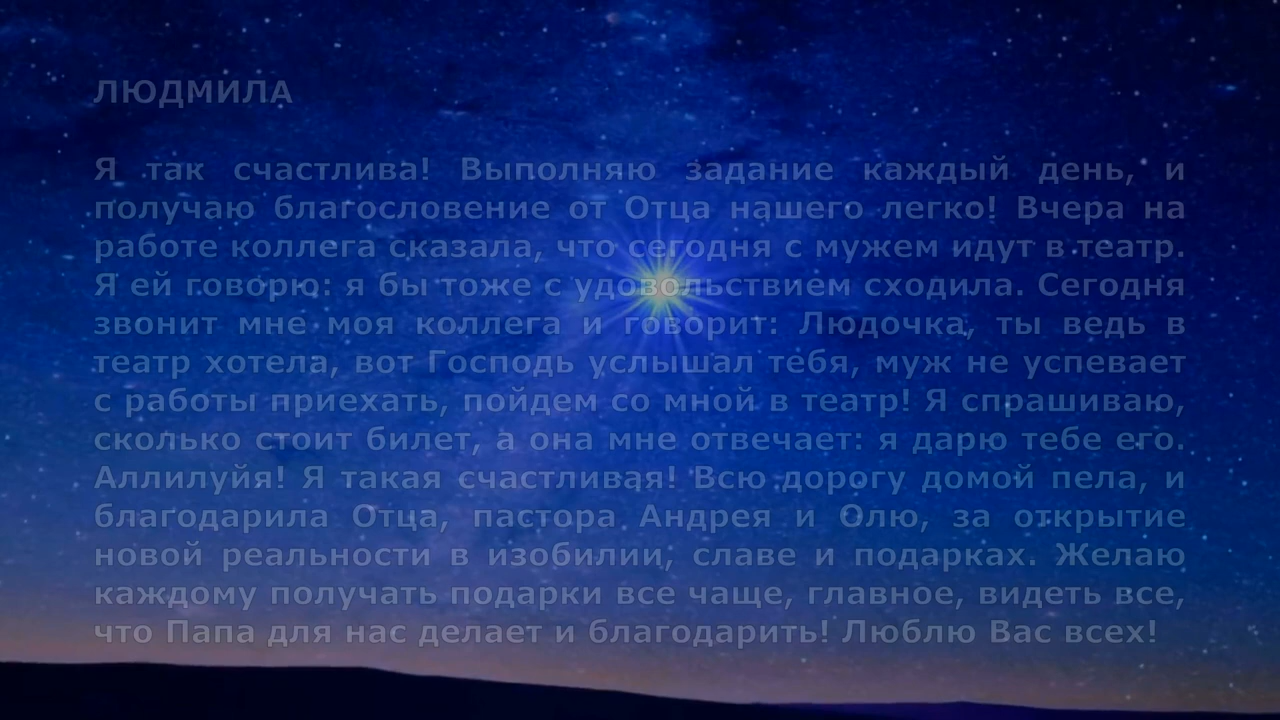 ЛЮДМИЛА
Я так счастлива! Выполняю задание каждый день, и
получаю благословение от Отца нашего легко! Вчера на
работе коллега сказала, что сегодня с мужем идут в театр.
Я ей говорю: я бы тоже с удовольствием сходила. Сегодня
звонит мне моя коллега и говорит: Людочка, ты ведь в
театр хотела, вот Господь услышал тебя, муж не успевает
с работы приехать, пойдем со мной в театр! Я спрашиваю,
сколько стоит билет, а она мне отвечает: я дарю тебе его.
Аллилуйя! Я такая счастливая! Всю дорогу домой пела, и
благодарила Отца, пастора Андрея и Олю, за открытие
новой реальности в изобилии, славе и подарках. Желаю
каждому получать подарки все чаще, главное, видеть все,
что Папа для нас делает и благодарить! Люблю Вас всех!